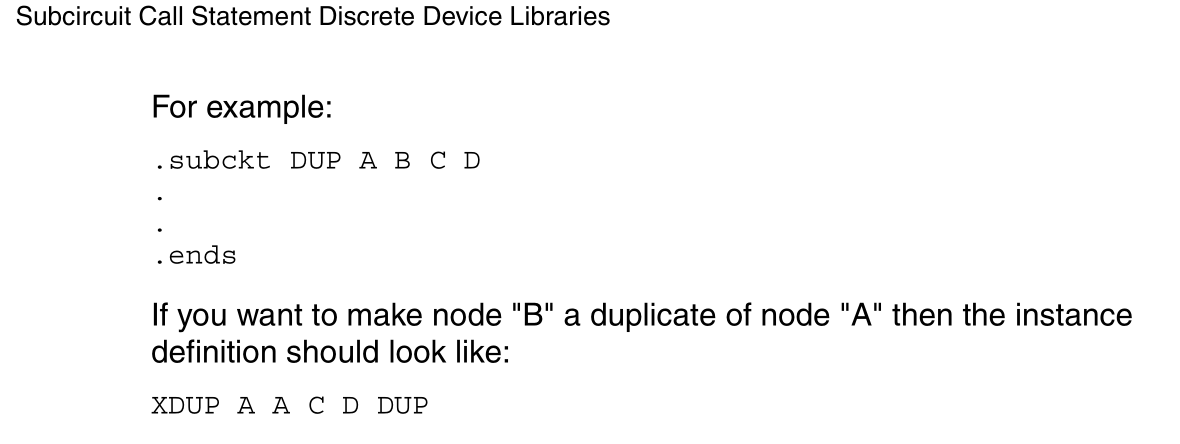 Subcircuit Call Statement Discrete Device Libraries
For example:
.subckt DUP A B C D
.
.
.ends
If you want to make node "B" a duplicate of node "A" then the instance
definition should look like:
XDUP A A C D DUP